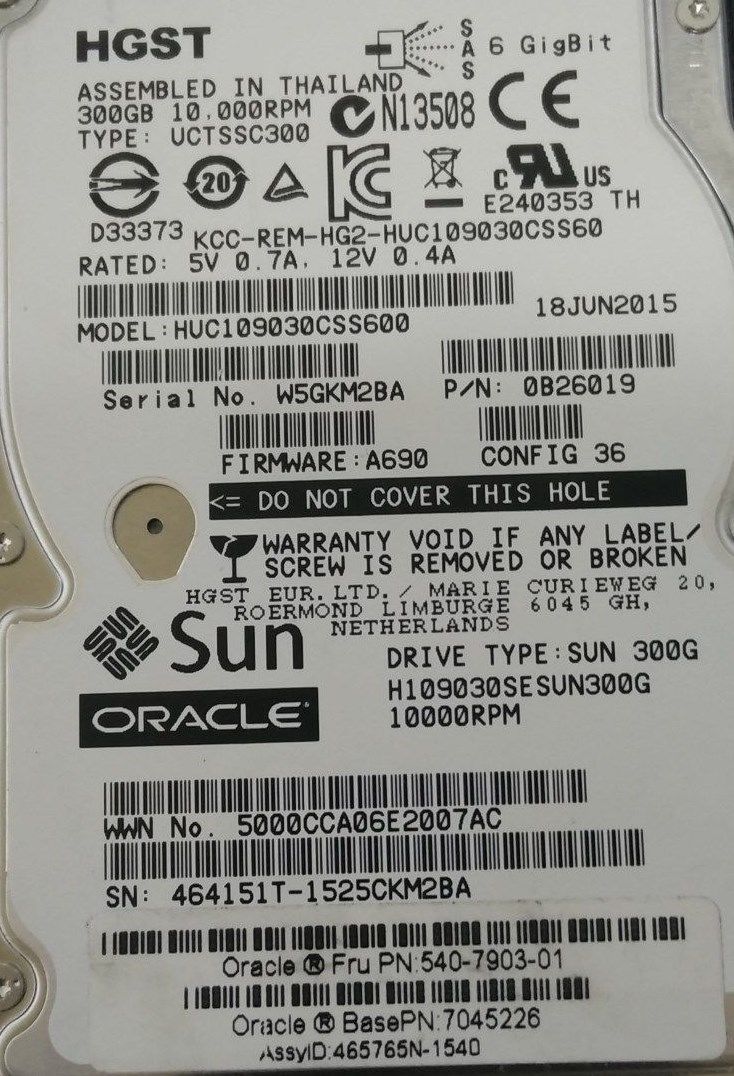 HGST
SAS 6 GigBit
ASSEMBLED IN THAILAND
300GB 10,000RPM
N13508 CE
TYPE: UCTSSC300
20
c RU US
E240353 TH
D33373 KCC-REM-HG2-HUC109030CSS60
RATED: 5V 0.7A, 12V 0.4A
18JUN2015
MODEL:HUC109030CSS600
Serial No. W5GKM2BA P/N: 0B26019
FIRMWARE:A690 CONFIG 36
<= DO NOT COVER THIS HOLE
WARRANTY VOID IF ANY LABEL/
SCREW IS REMOVED OR BROKEN
HGST EUR.LTD./ MARIE CURIEWEG 20,
ROERMOND LIMBURGE 6045 GH,
NETHERLANDS
Sun
DRIVE TYPE:SUN 300G
H109030SESUN300G
ORACLE
10000RPM
WWN No. 5000CCA06E2007AC
SN: 464151T-1525CKM2BA
Oracle ® Fru PN:540-7903-01
Oracle ® BasePN:7045226
AssyID:465765N-1540